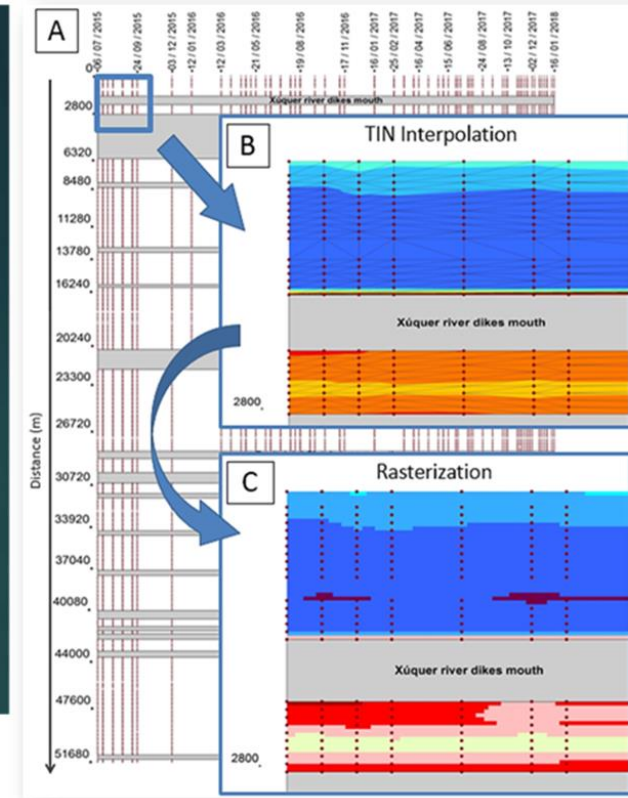 A
06 / 07 / 2015
-24 / 09 / 2015
-03 / 12 / 2015
-12 / 03 / 2016
-21 / 05 / 2016
-19 / 08 / 2016
-17 / 11 / 2016
-16 / 01 / 2017
-25 / 02 / 2017
-16 / 04 / 2017
-15 / 06 / 2017
-24 / 08 / 2017
-13 / 10 / 2017
-02 / 12 / 2017
-16 / 01 / 2018
0
Xúquer river dikes mouth
2800
6320
8480
11280
13780
16240
20240
23300
26720
30720
33920
37040
40080
44000
47600
51680
Distance (m)
B
TIN Interpolation
Xúquer river dikes mouth
2800
C
Rasterization
Xúquer river dikes mouth
2800